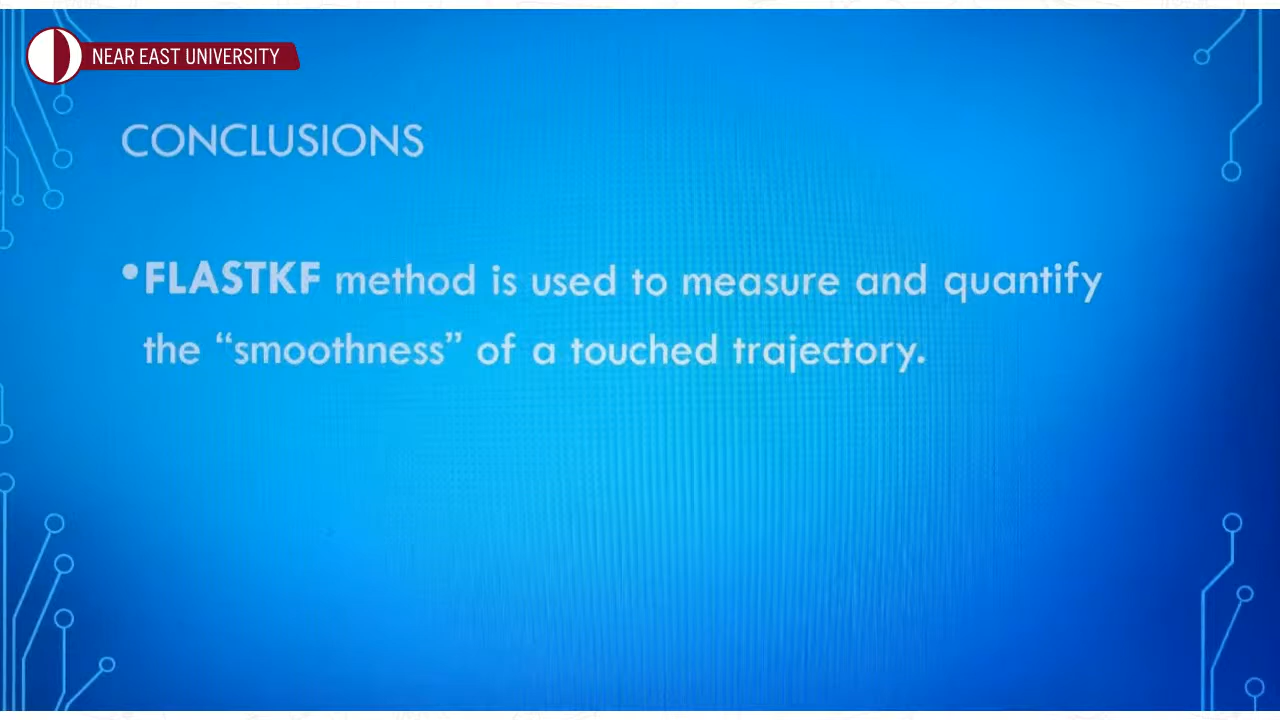 NEAR EAST UNIVERSITY
CONCLUSIONS
•FLASTKF method is used to measure and quantify
the “smoothness” of a touched trajectory.